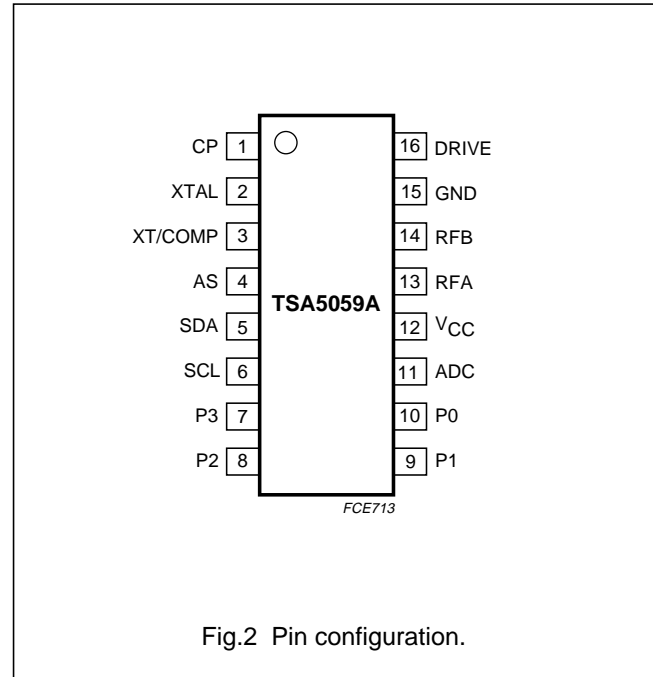 CP 1 16 DRIVE
XTAL 2 15 GND
XT/COMP 3 14 RFB
AS 4 13 RFA
TSA5059A
SDA 5 12 VCC
SCL 6 11 ADC
P3 7 10 P0
P2 8 9 P1
FCE713
Fig.2 Pin configuration.